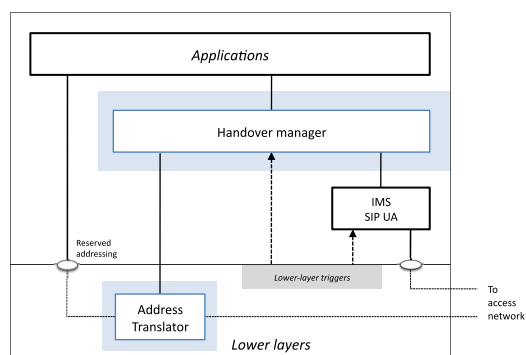 Applications
Handover manager
IMS
SIP UA
Reserved
addressing
Lower-layer triggers
To
access
network
Address
Translator
Lower layers